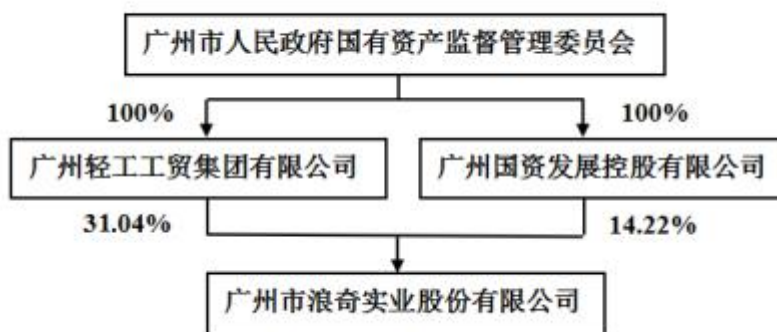 广州市人民政府国有资产监督管理委员会
100%
100%
广州轻工工贸集团有限公司
广州国资发展控股有限公司
31.04%
14.22%
广州市浪奇实业股份有限公司